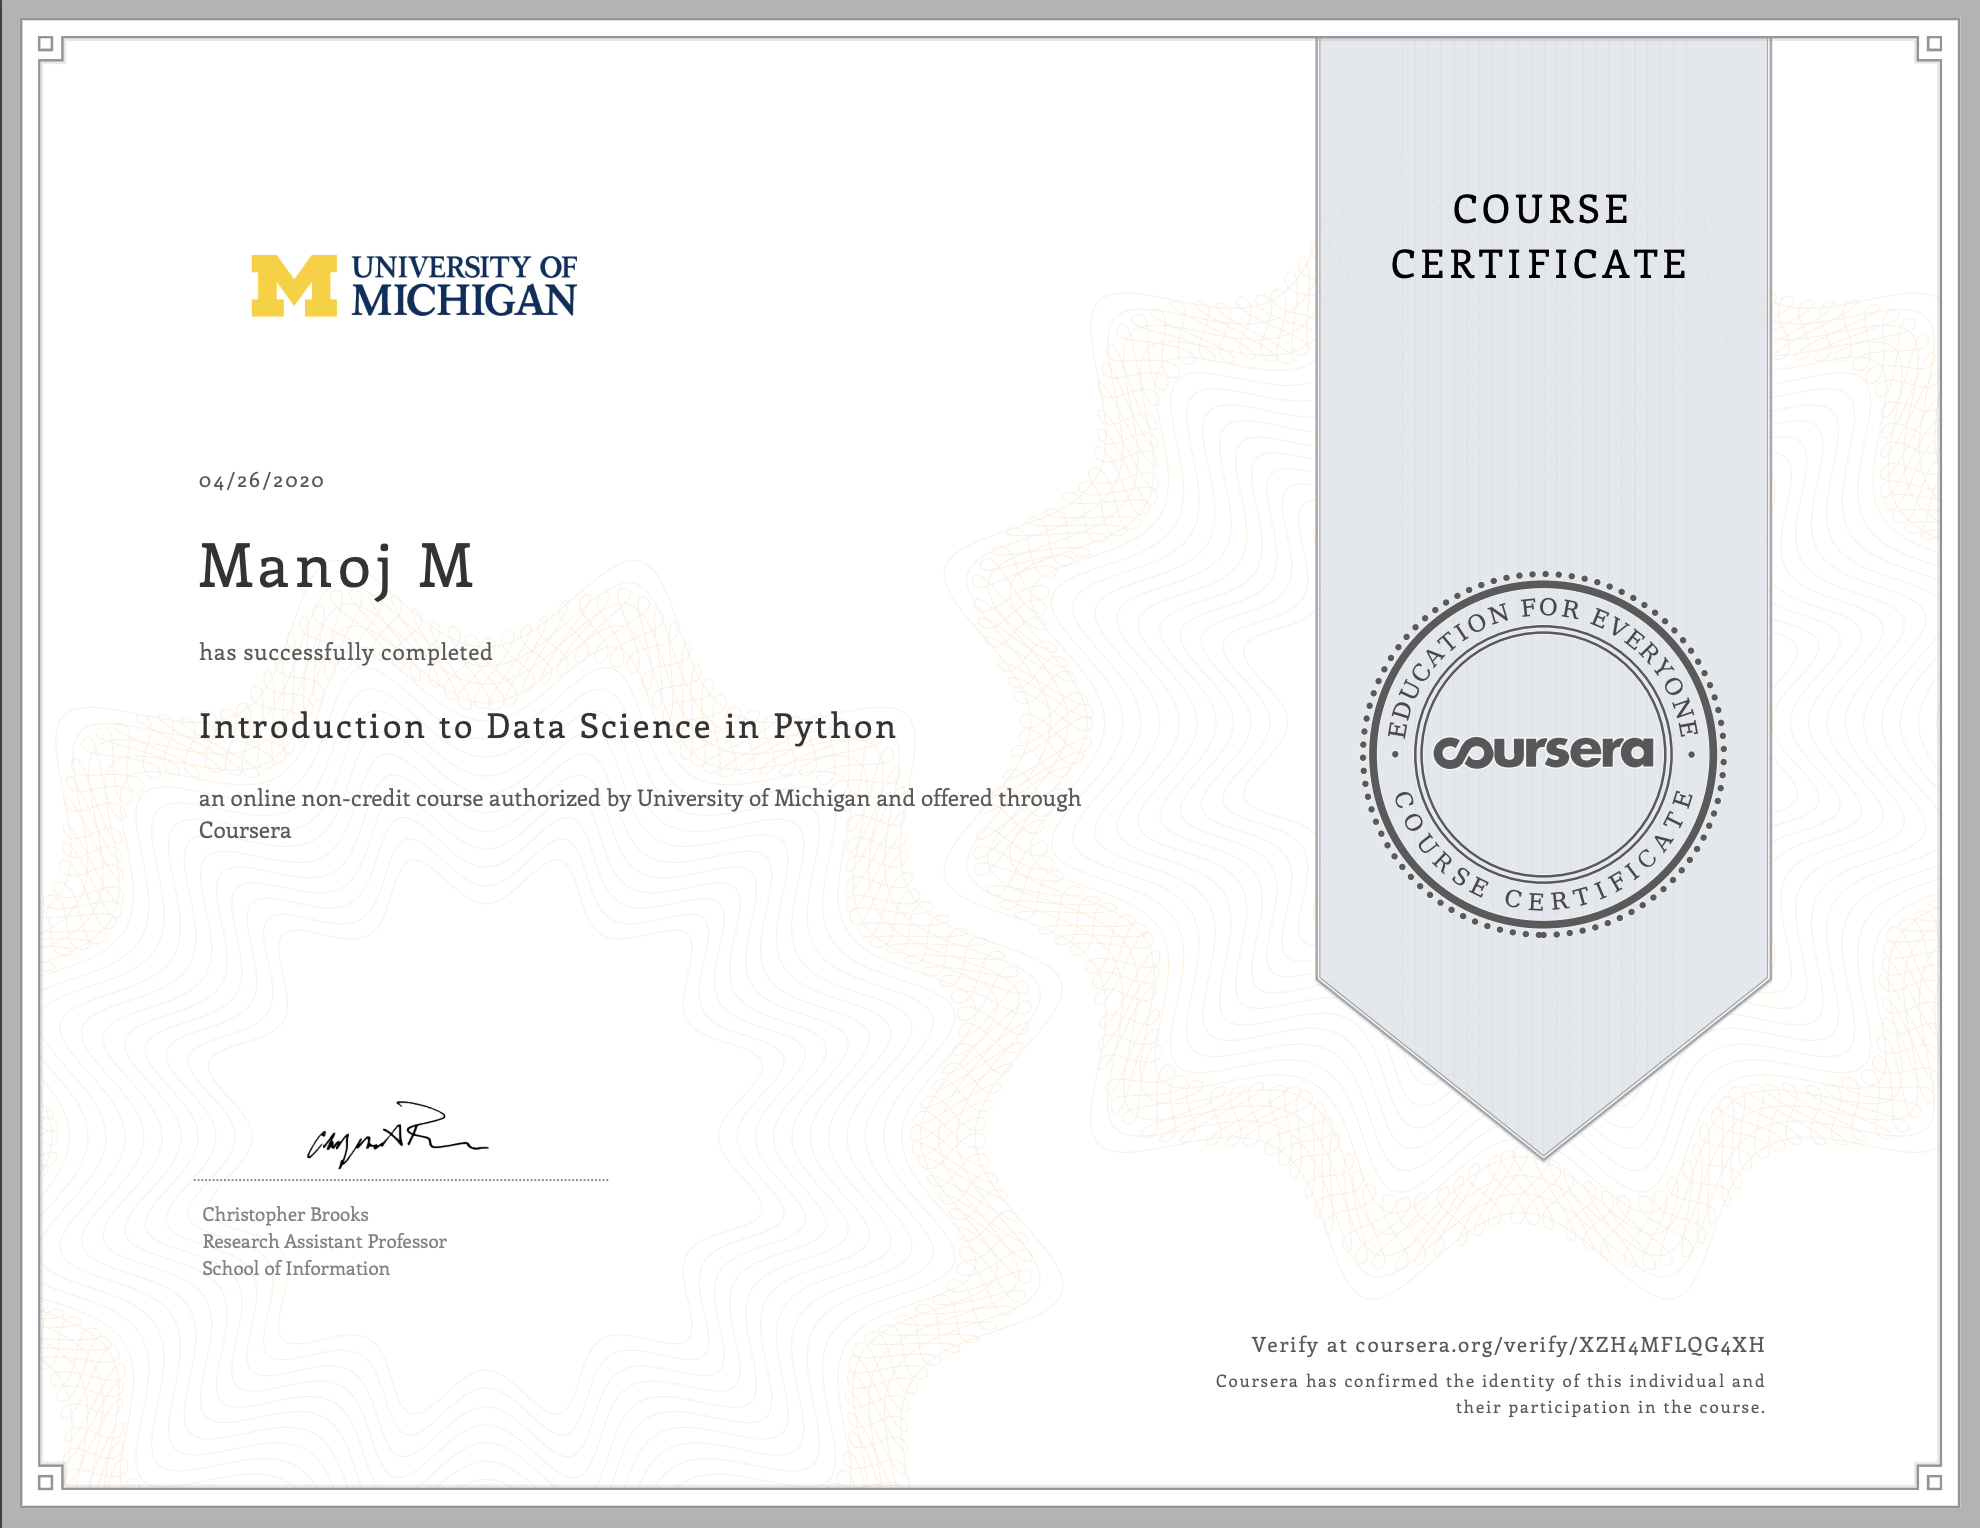 UNIVERSITY OF
MICHIGAN
COURSE
CERTIFICATE
04/26/2020
Manoj M
has successfully completed
Introduction to Data Science in Python
an online non-credit course authorized by University of Michigan and offered through
Coursera
EDUCATION FOR EVERYONE
coursera
COURSE CERTIFICATE
Christopher Brooks
Research Assistant Professor
School of Information
Verify at coursera.org/verify/XZH4MFLQG4XH
Coursera has confirmed the identity of this individual and
their participation in the course.